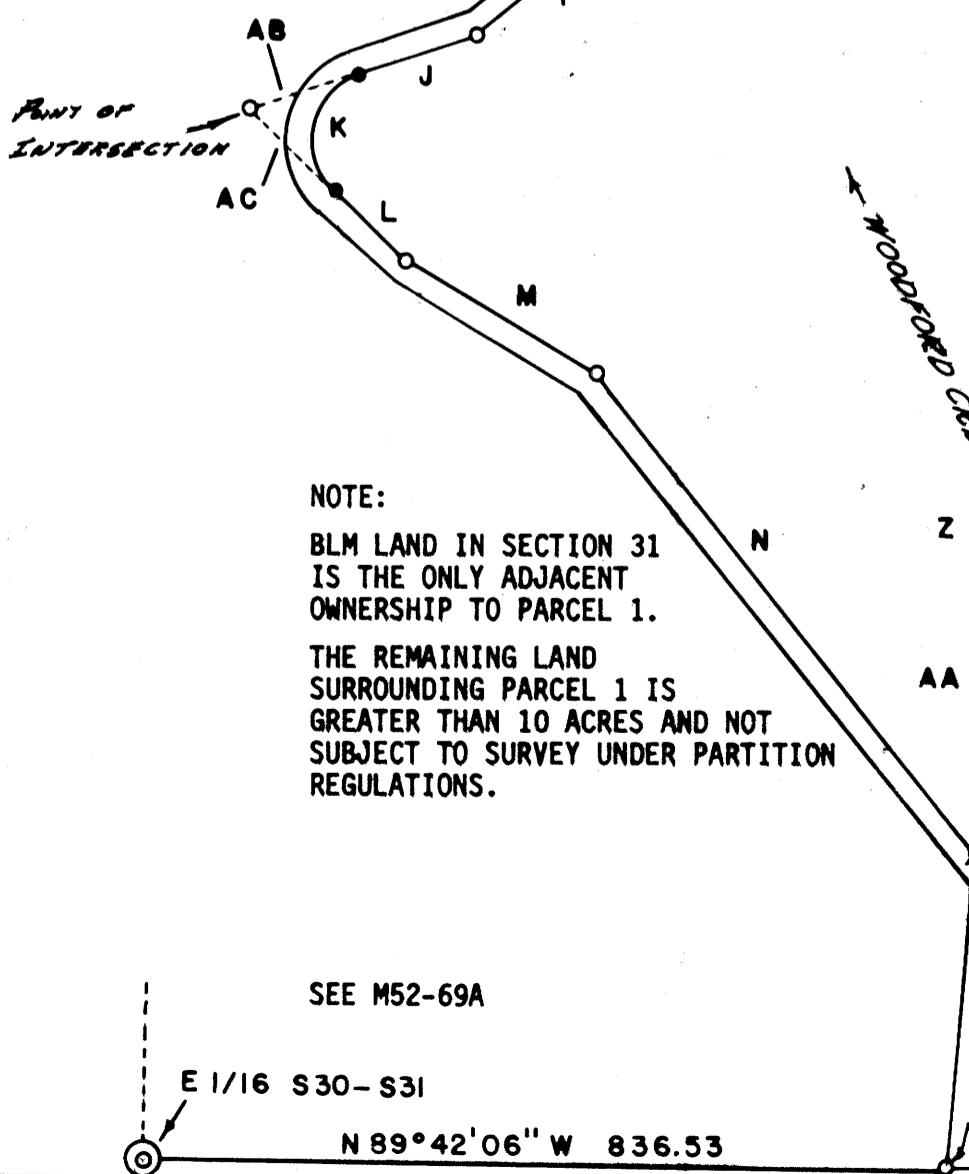 AB
POINT OF
INTERSECTION
J
K
AC
L
M
WOODFORD
N
Z
AA
NOTE:
BLM LAND IN SECTION 31
IS THE ONLY ADJACENT
OWNERSHIP TO PARCEL 1.
THE REMAINING LAND
SURROUNDING PARCEL 1 IS
GREATER THAN 10 ACRES AND NOT
SUBJECT TO SURVEY UNDER PARTITION
REGULATIONS.
SEE M52-69A
E 1/16 S30-S31
N 89°42'06" W 836.53